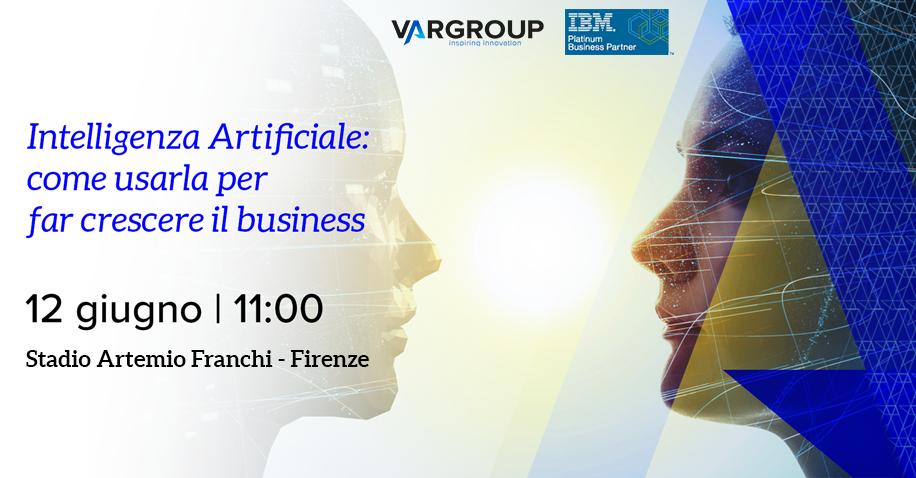 VARGROUP
inspiring innovation
IBM.
Platinum
Business Partner
TM
Intelligenza Artificiale:
come usarla per
far crescere il business
12 giugno | 11:00
Stadio Artemio Franchi - Firenze